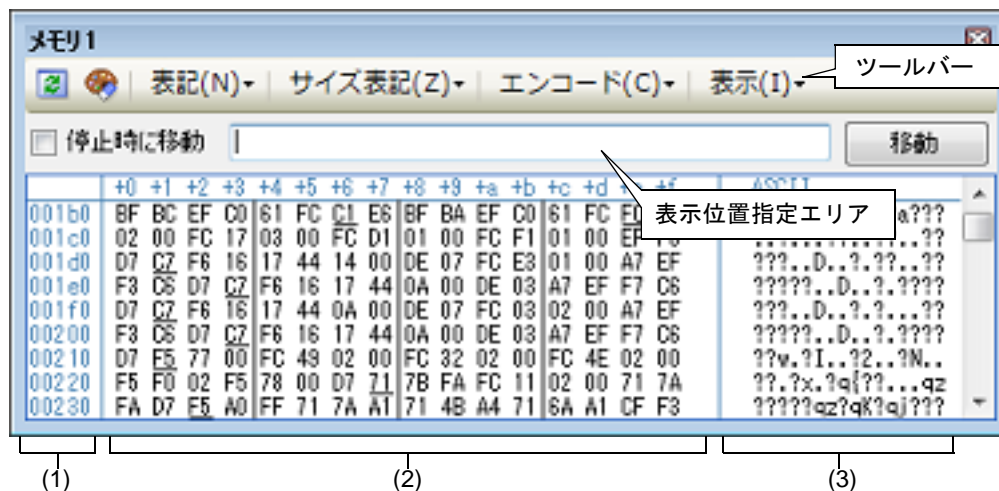 メモリ1
表記(N) サイズ表記(Z) エンコード(C) 表示(I)
ツールバー
停止時に移動 移動
+0 +1 +2 +3 +4 +5 +6 +7 +8 +9 +a +b +c +d +f ASCII
表示位置指定エリア
001b0 BF BC EF C0 61 FC C1 E6 BF BA EF C0 61 FC a???
001c0 02 00 FC 17 03 00 FC D1 01 00 FC F1 01 00
001d0 D7 C7 F6 16 17 44 14 00 DE 07 FC E3 01 00 A7 EF ???..D..?.??..??
001e0 F3 C6 D7 C7 F6 16 17 44 0A 00 DE 03 A7 EF F7 C6 ?????..D..?.????
001f0 D7 C7 F6 16 17 44 0A 00 DE 07 FC 03 02 00 A7 EF ???..D..?.?...??
00200 F3 C6 D7 C7 F6 16 17 44 0A 00 DE 03 A7 EF F7 C6 ?????..D..?.????
00210 D7 F5 77 00 FC 49 02 00 FC 32 02 00 FC 4E 02 00 ??w.?I..?2..?N..
00220 F5 F0 02 F5 78 00 D7 71 7B FA FC 11 02 00 71 7A ??.?x.?q{??...qz
00230 FA D7 F5 A0 FF 71 7A A1 71 4B A4 71 6A A1 CF F3 ?????qz?qK?qj???
(1) (2) (3)